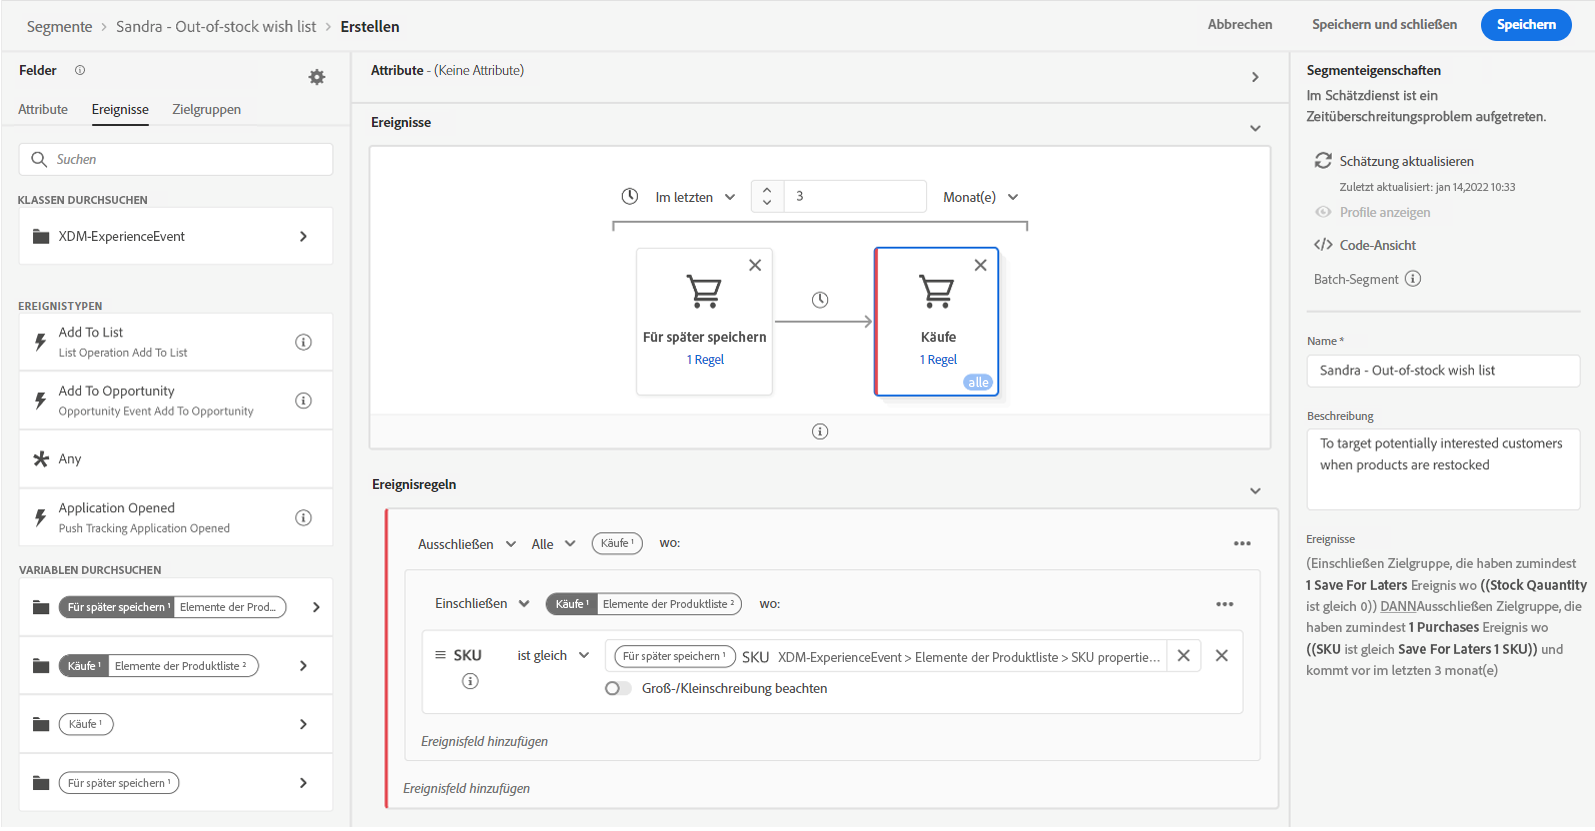 Segmente > Sandra - Out-of-stock wish list > Erstellen
Abbrechen
Speichern und schließen
Speichern
Felder
Attribute
Ereignisse
Zielgruppen
Suchen
KLASSEN DURCHSUCHEN
XDM-ExperienceEvent
EREIGNISTYPEN
Add To List
List Operation Add To List
Add To Opportunity
Opportunity Event Add To Opportunity
Any
Application Opened
Push Tracking Application Opened
VARIABLEN DURCHSUCHEN
Für später speichern ¹ Elemente der Prod...
Käufe ¹ Elemente der Produktliste ²
Käufe ¹
Für später speichern ¹
Attribute - (Keine Attribute)
Ereignisse
Im letzten
3
Monat(e)
Für später speichern
1 Regel
Käufe
1 Regel
alle
Ereignisregeln
Ausschließen Alle Käufe ¹ wo:
Einschließen Käufe ¹ Elemente der Produktliste ² wo:
SKU ist gleich Für später speichern ¹ SKU XDM-ExperienceEvent > Elemente der Produktliste > SKU propertie...
Groß-/Kleinschreibung beachten
Ereignisfeld hinzufügen
Ereignisfeld hinzufügen
Segmenteigenschaften
Im Schätzdienst ist ein
Zeitüberschreitungsproblem aufgetreten.
Schätzung aktualisieren
Zuletzt aktualisiert: jan 14,2022 10:33
Profile anzeigen
Code-Ansicht
Batch-Segment
Name *
Sandra - Out-of-stock wish list
Beschreibung
To target potentially interested customers
when products are restocked
Ereignisse
(Einschließen Zielgruppe, die haben zumindest
1 Save For Laters Ereignis wo ((Stock Qauantity
ist gleich 0)) DANNAusschließen Zielgruppe, die
haben zumindest 1 Purchases Ereignis wo
((SKU ist gleich Save For Laters 1 SKU)) und
kommt vor im letzten 3 monat(e)